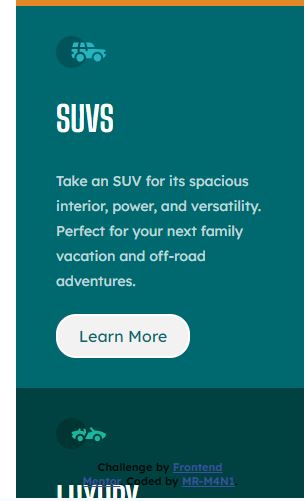 SUVS
Take an SUV for its spacious
interior, power, and versatility.
Perfect for your next family
vacation and off-road
adventures.
Learn More
Challenge by Frontend
Mentor. Coded by MR-M4N1
LUXURY